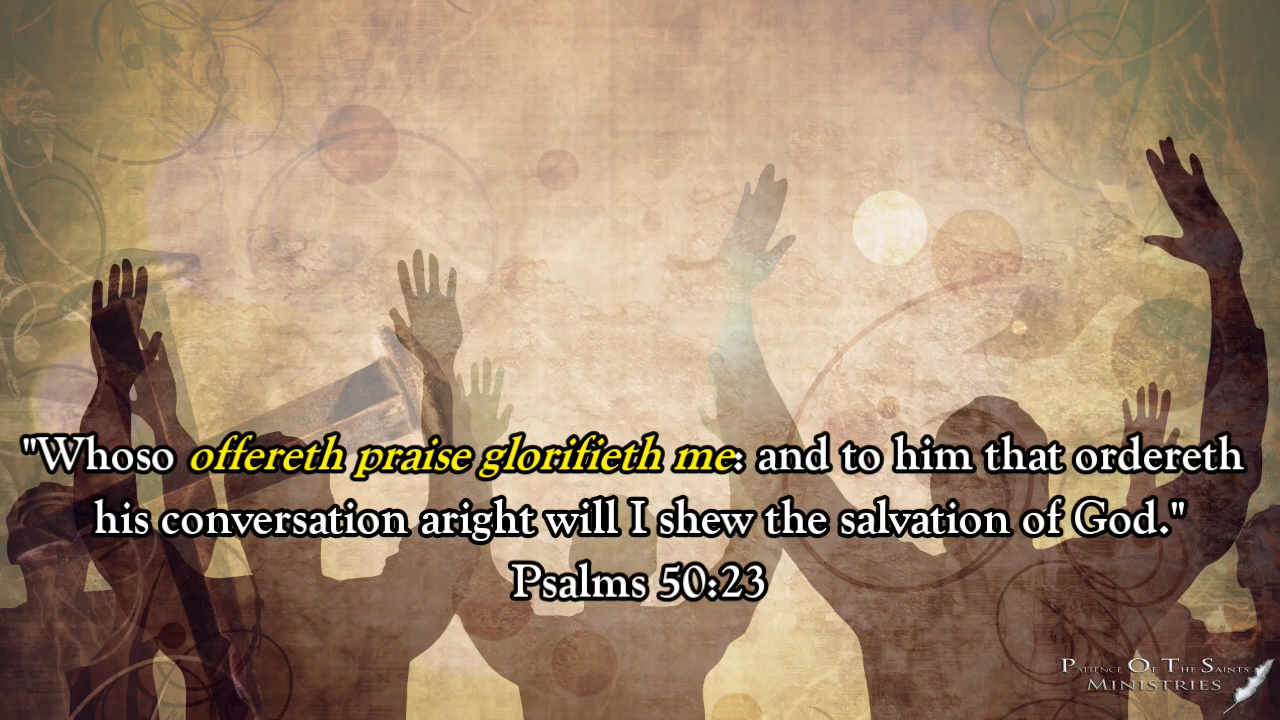 "Whoso offereth praise glorifieth me: and to him that ordereth
his conversation aright will I shew the salvation of God."
Psalms 50:23
Patience Of The Saints
Ministries